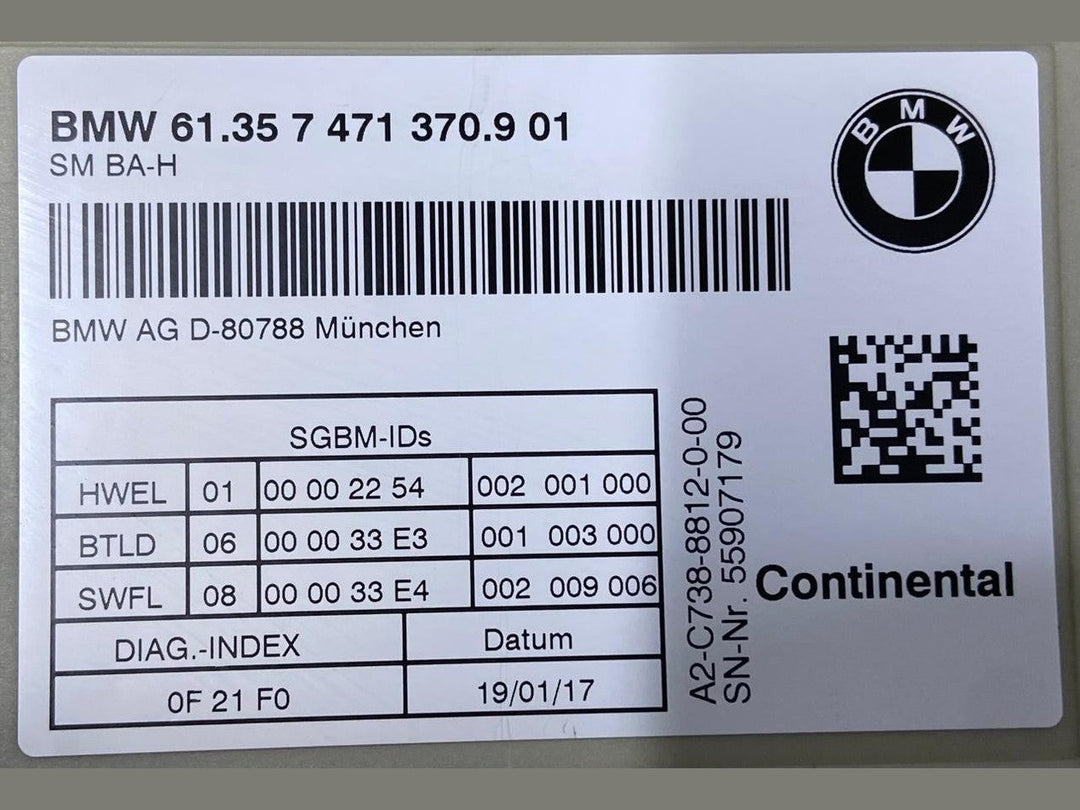 BMW 61.35 7 471 370.9 01
SM BA-H
BMW
BMW AG D-80788 München
SGBM-IDs
HWEL 01 00 00 22 54 002 001 000
BTLD 06 00 00 33 E3 001 003 000
SWFL 08 00 00 33 E4 002 009 006
DIAG.-INDEX Datum
0F 21 F0 19/01/17
A2-C738-8812-0-00
SN-Nr. 55907179
Continental